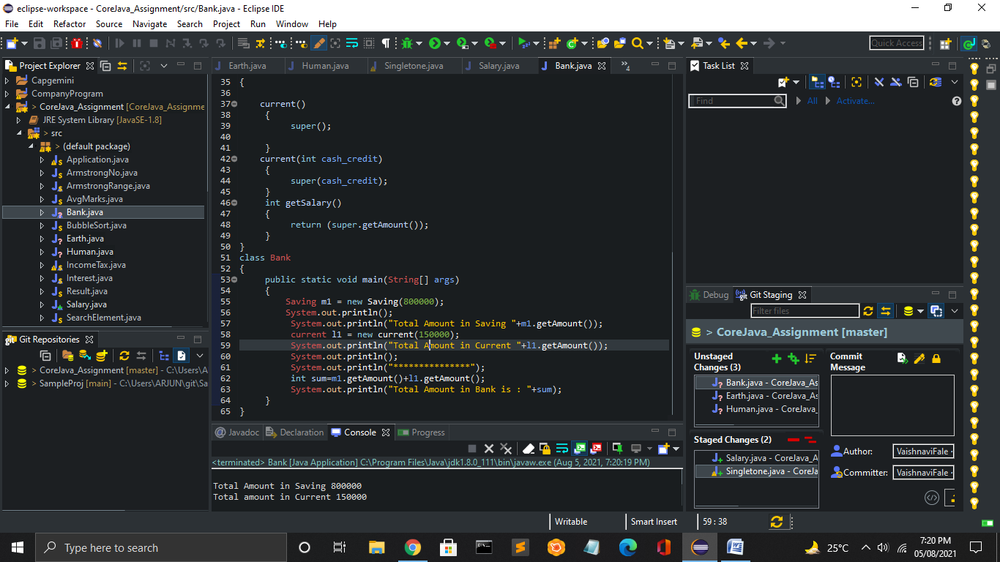 eclipse-workspace - CoreJava_Assignment/src/Bank.java - Eclipse IDE
File Edit Refactor Source Navigate Search Project Run Window Help
Quick Access
Project Explorer
Capgemini
CompanyProgram
> CoreJava_Assignment [CoreJava_Assignme
JRE System Library [JavaSE-1.8]
> src
> (default package)
Application.java
ArmstrongNo.java
ArmstrongRange.java
AvgMarks.java
Bank.java
BubbleSort.java
Earth.java
Human.java
IncomeTax.java
Interest.java
Result.java
Salary.java
SearchElement.java
Git Repositories
> CoreJava_Assignment [master] - C:\Users\A
> SampleProj [main] - C:\Users\ARJUN\git\Sa
Earth.java Human.java Singletone.java Salary.java Bank.java »4
35 {
36
37 current()
38 {
39 super();
40
41 }
42 current(int cash_credit)
43 {
44 super(cash_credit);
45 }
46 int getSalary()
47 {
48 return (super.getAmount());
49 }
50 }
51 class Bank
52 {
53 public static void main(String[] args)
54 {
55 Saving m1 = new Saving(800000);
56 System.out.println();
57 System.out.println("Total Amount in Saving "+m1.getAmount());
58 current l1 = new current(150000);
59 System.out.println("Total Amount in Current "+l1.getAmount());
60 System.out.println();
61 System.out.println("***************");
62 int sum=m1.getAmount()+l1.getAmount();
63 System.out.println("Total Amount in Bank is : "+sum);
64 }
65 }
@ Javadoc Declaration Console Progress
<terminated> Bank [Java Application] C:\Program Files\Java\jdk1.8.0_111\bin\javaw.exe (Aug 5, 2021, 7:20:19 PM)
Total Amount in Saving 800000
Total amount in Current 150000
Task List
Find
All
Activate...
Debug Git Staging
Filter files
> CoreJava_Assignment [master]
Unstaged Changes (3)
Bank.java - CoreJava_As
Earth.java - CoreJava_As
Human.java - CoreJava_
Staged Changes (2)
Salary.java - CoreJava_A
Singletone.java - CoreJa
Commit Message
Author: VaishnaviFale
Committer: VaishnaviFale
Writable
Smart Insert
59 : 38
Type here to search
25°C
7:20 PM
05/08/2021